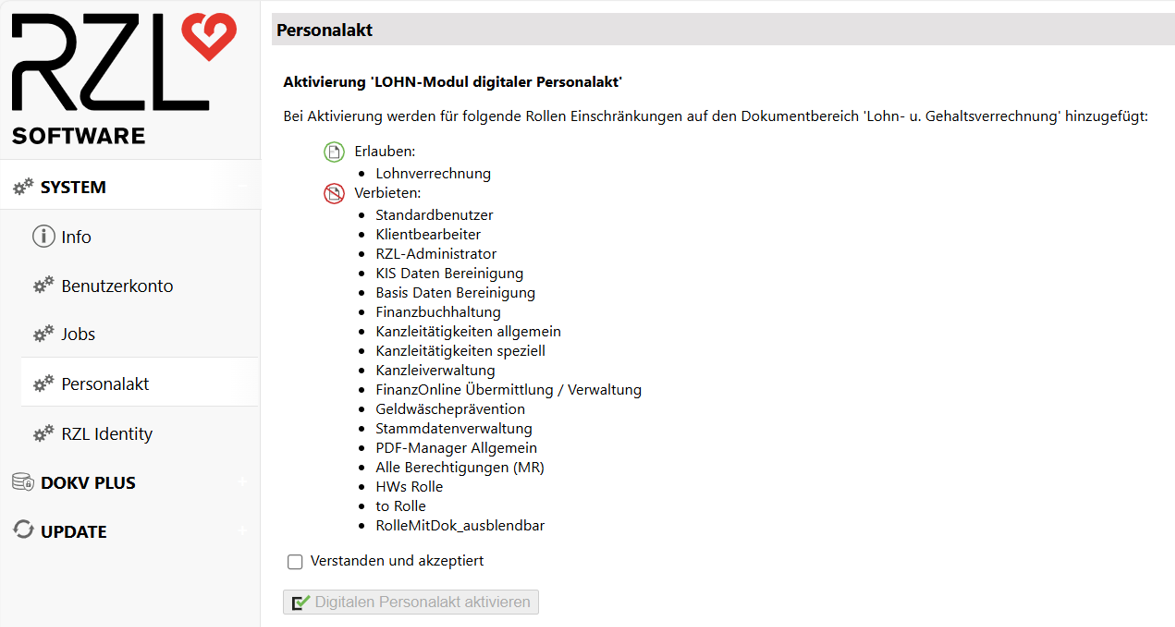 RZL
SOFTWARE
SYSTEM
Info
Benutzerkonto
Jobs
Personalakt
RZL Identity
DOKV PLUS
UPDATE
Personalakt
Aktivierung 'LOHN-Modul digitaler Personalakt'
Bei Aktivierung werden für folgende Rollen Einschränkungen auf den Dokumentbereich 'Lohn- u. Gehaltsverrechnung' hinzugefügt:
Erlauben:
• Lohnverrechnung
Verbieten:
• Standardbenutzer
• Klientbearbeiter
• RZL-Administrator
• KIS Daten Bereinigung
• Basis Daten Bereinigung
• Finanzbuchhaltung
• Kanzleitätigkeiten allgemein
• Kanzleitätigkeiten speziell
• Kanzleiverwaltung
• FinanzOnline Übermittlung / Verwaltung
• Geldwäscheprävention
• Stammdatenverwaltung
• PDF-Manager Allgemein
• Alle Berechtigungen (MR)
• HWs Rolle
• to Rolle
• RolleMitDok_ausblendbar
Verstanden und akzeptiert
Digitalen Personalakt aktivieren